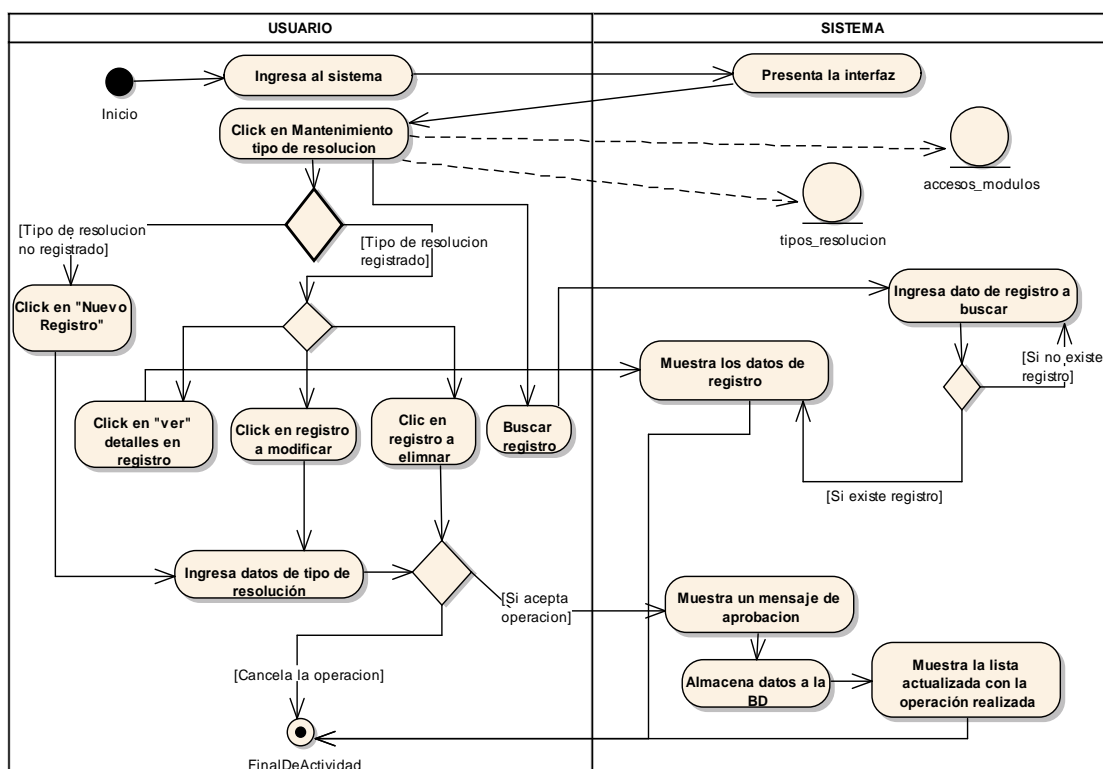 USUARIO
SISTEMA
Inicio
Ingresa al sistema
Presenta la interfaz
Click en Mantenimiento
tipo de resolucion
accesos_modulos
tipos_resolucion
[Tipo de resolucion
no registrado]
[Tipo de resolucion
registrado]
Click en "Nuevo
Registro"
Ingresa dato de registro a
buscar
[Si no existe
registro]
Muestra los datos de
registro
Click en "ver"
detalles en
registro
Click en registro
a modificar
Clic en
registro a
elimnar
Buscar
registro
[Si existe registro]
Ingresa datos de tipo de
resolución
[Si acepta
operacion]
Muestra un mensaje de
aprobacion
Almacena datos a la
BD
Muestra la lista
actualizada con la
operación realizada
[Cancela la operacion]
FinalDeActividad